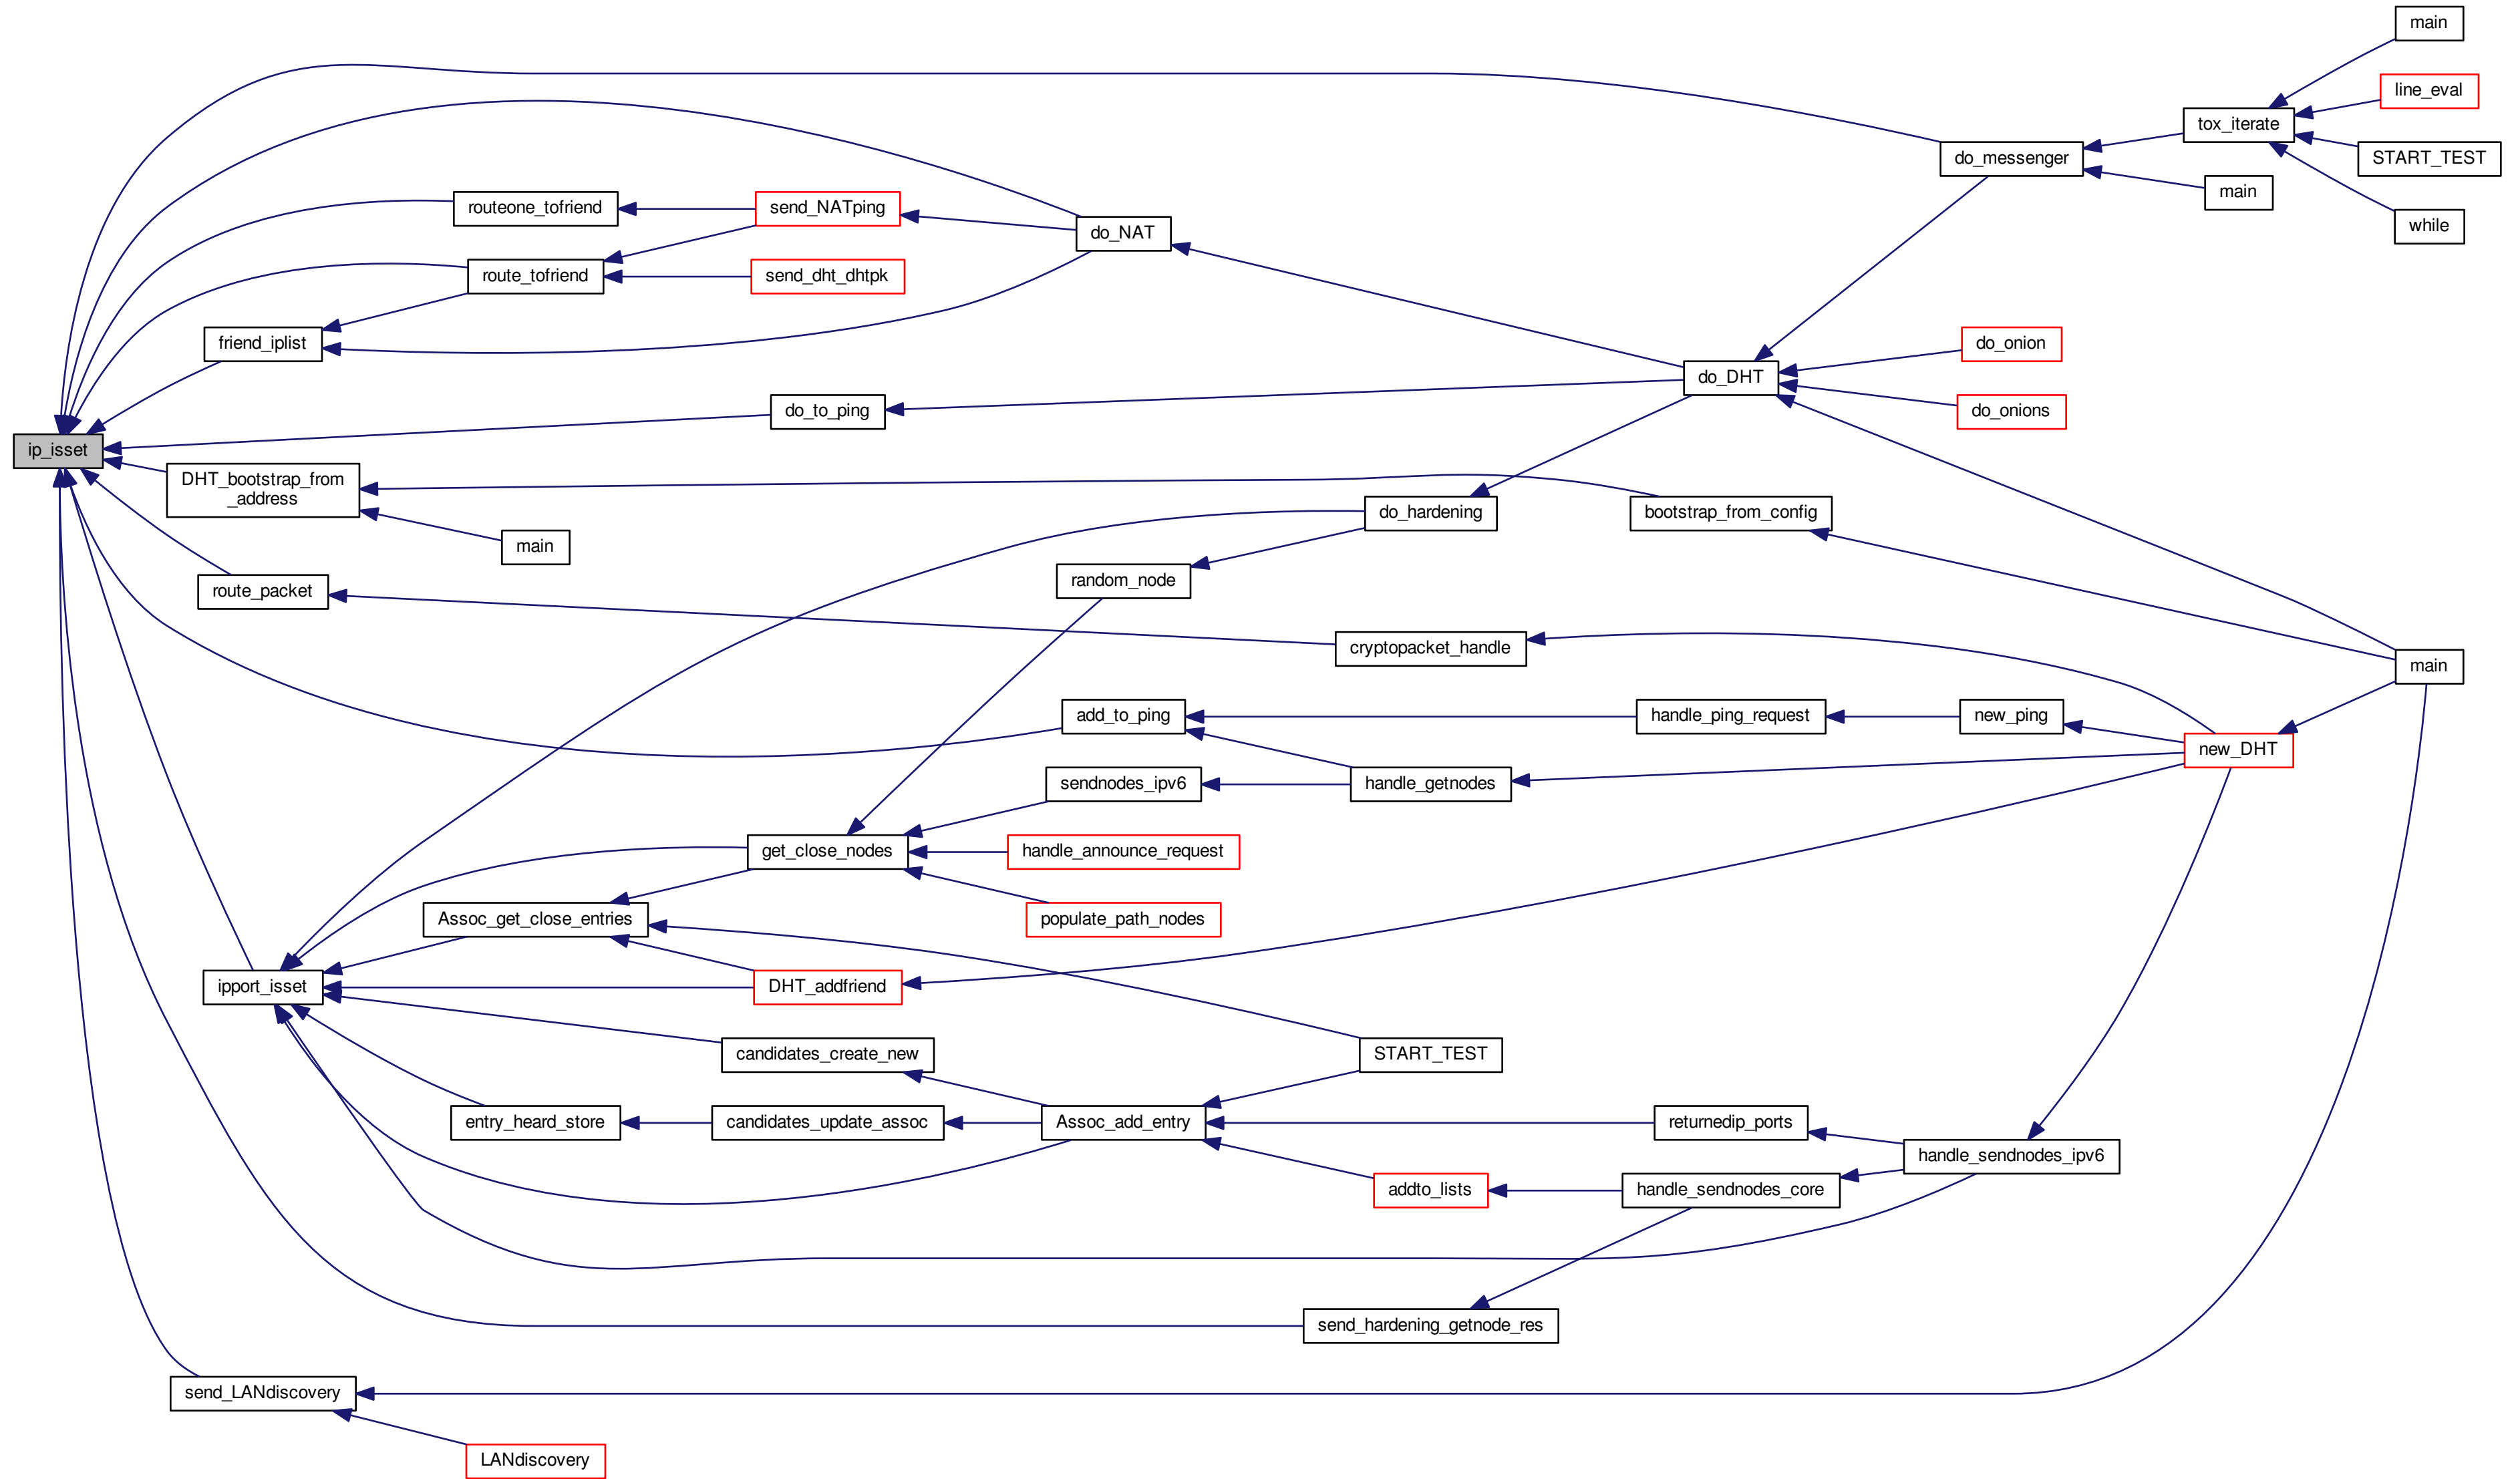 main
line_eval
tox_iterate
START_TEST
do_messenger
main
while
routeone_tofriend
send_NATping
do_NAT
route_tofriend
send_dht_dhtpk
friend_iplist
do_onion
do_DHT
do_to_ping
do_onions
ip_isset
DHT_bootstrap_from
_address
do_hardening
bootstrap_from_config
main
random_node
route_packet
cryptopacket_handle
main
add_to_ping
handle_ping_request
new_ping
new_DHT
sendnodes_ipv6
handle_getnodes
get_close_nodes
handle_announce_request
Assoc_get_close_entries
populate_path_nodes
ipport_isset
DHT_addfriend
candidates_create_new
START_TEST
entry_heard_store
candidates_update_assoc
Assoc_add_entry
returnedip_ports
handle_sendnodes_ipv6
addto_lists
handle_sendnodes_core
send_hardening_getnode_res
send_LANdiscovery
LANdiscovery